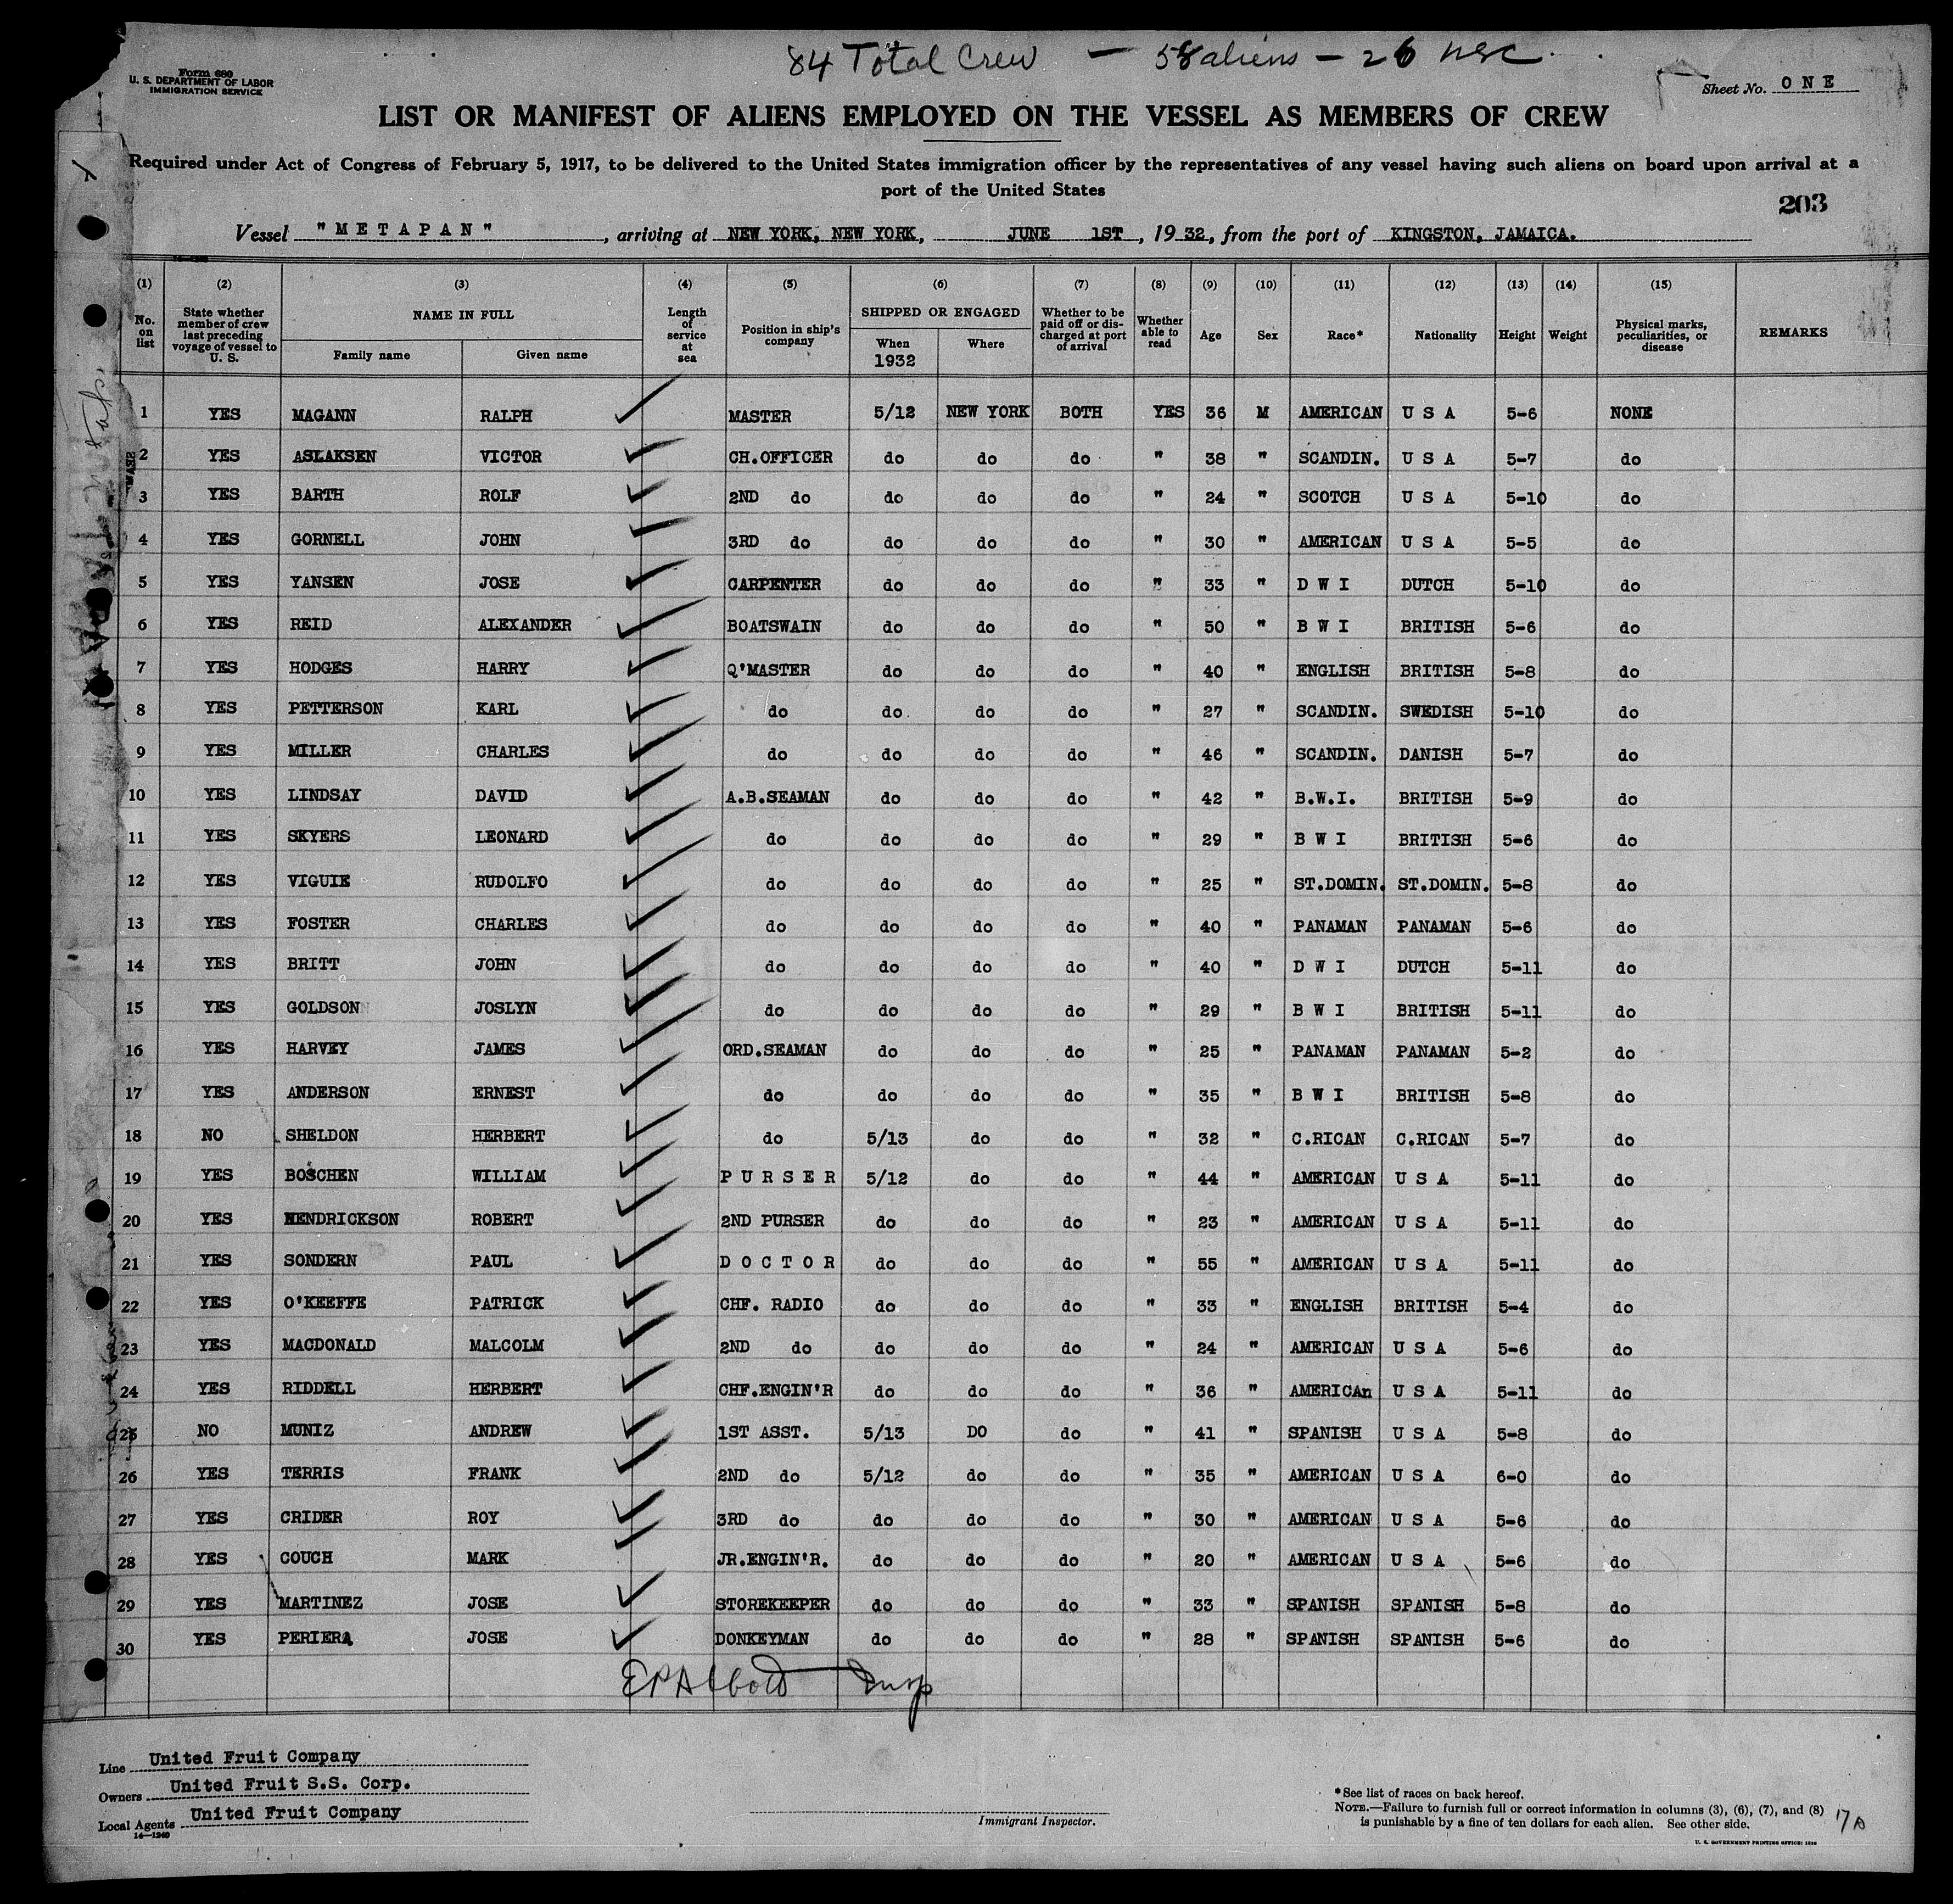 84 Total Crew — 58 aliens — 26 usc
Form 680
U. S. DEPARTMENT OF LABOR
IMMIGRATION SERVICE
Sheet No. O N E
LIST OR MANIFEST OF ALIENS EMPLOYED ON THE VESSEL AS MEMBERS OF CREW
Required under Act of Congress of February 5, 1917, to be delivered to the United States immigration officer by the representatives of any vessel having such aliens on board upon arrival at a
port of the United States
203
Vessel "METAPAN", arriving at NEW YORK, NEW YORK, JUNE 1ST, 1932, from the port of KINGSTON, JAMAICA.
(1) (2) (3) (4) (5) (6) (7) (8) (9) (10) (11) (12) (13) (14) (15)
No. on list | State whether member of crew last preceding voyage of vessel to U. S. | NAME IN FULL | Family name | Given name | Length of service at sea | Position in ship's company | SHIPPED OR ENGAGED | When 1932 | Where | Whether to be paid off or discharged at port of arrival | Whether able to read | Age | Sex | Race* | Nationality | Height | Weight | Physical marks, peculiarities, or disease | REMARKS
1 YES MAGANN RALPH MASTER 5/12 NEW YORK BOTH YES 36 M AMERICAN U S A 5-6 NONE
2 YES ASLAKSEN VICTOR CH.OFFICER do do do " 38 " SCANDIN. U S A 5-7 do
3 YES BARTH ROLF 2ND do do do do " 24 " SCOTCH U S A 5-10 do
4 YES GORNELL JOHN 3RD do do do do " 30 " AMERICAN U S A 5-5 do
5 YES YANSEN JOSE CARPENTER do do do " 33 " D W I DUTCH 5-10 do
6 YES REID ALEXANDER BOATSWAIN do do do " 50 " B W I BRITISH 5-6 do
7 YES HODGES HARRY Q'MASTER do do do " 40 " ENGLISH BRITISH 5-8 do
8 YES PETTERSON KARL do do do do " 27 " SCANDIN. SWEDISH 5-10 do
9 YES MILLER CHARLES do do do do " 46 " SCANDIN. DANISH 5-7 do
10 YES LINDSAY DAVID A.B.SEAMAN do do do " 42 " B.W.I. BRITISH 5-9 do
11 YES SKYERS LEONARD do do do do " 29 " B W I BRITISH 5-6 do
12 YES VIGUIE RUDOLFO do do do do " 25 " ST.DOMIN. ST.DOMIN. 5-8 do
13 YES FOSTER CHARLES do do do do " 40 " PANAMAN PANAMAN 5-6 do
14 YES BRITT JOHN do do do do " 40 " D W I DUTCH 5-11 do
15 YES GOLDSON JOSLYN do do do do " 29 " B W I BRITISH 5-11 do
16 YES HARVEY JAMES ORD.SEAMAN do do do " 25 " PANAMAN PANAMAN 5-2 do
17 YES ANDERSON ERNEST do do do do " 35 " B W I BRITISH 5-8 do
18 NO SHELDON HERBERT do 5/13 do do " 32 " C.RICAN C.RICAN 5-7 do
19 YES BOSCHEN WILLIAM P U R S E R 5/12 do do " 44 " AMERICAN U S A 5-11 do
20 YES HENDRICKSON ROBERT 2ND PURSER do do do " 23 " AMERICAN U S A 5-11 do
21 YES SONDERN PAUL D O C T O R do do do " 55 " AMERICAN U S A 5-11 do
22 YES O'KEEFFE PATRICK CHF. RADIO do do do " 33 " ENGLISH BRITISH 5-4 do
23 YES MACDONALD MALCOLM 2ND do do do do " 24 " AMERICAN U S A 5-6 do
24 YES RIDDELL HERBERT CHF.ENGIN'R do do do " 36 " AMERICAn U S A 5-11 do
25 NO MUNIZ ANDREW 1ST ASST. 5/13 DO do " 41 " SPANISH U S A 5-8 do
26 YES TERRIS FRANK 2ND do 5/12 do do " 35 " AMERICAN U S A 6-0 do
27 YES CRIDER ROY 3RD do do do do " 30 " AMERICAN U S A 5-6 do
28 YES COUCH MARK JR.ENGIN'R. do do do " 20 " AMERICAN U S A 5-6 do
29 YES MARTINEZ JOSE STOREKEEPER do do do " 33 " SPANISH SPANISH 5-8 do
30 YES PERIERA JOSE DONKEYMAN do do do " 28 " SPANISH SPANISH 5-6 do
Insp
Line United Fruit Company
Owners United Fruit S.S. Corp.
Local Agents United Fruit Company
14—1240
Immigrant Inspector.
*See list of races on back hereof.
NOTE.—Failure to furnish full or correct information in columns (3), (6), (7), and (8)
is punishable by a fine of ten dollars for each alien. See other side.
U. S. GOVERNMENT PRINTING OFFICE: